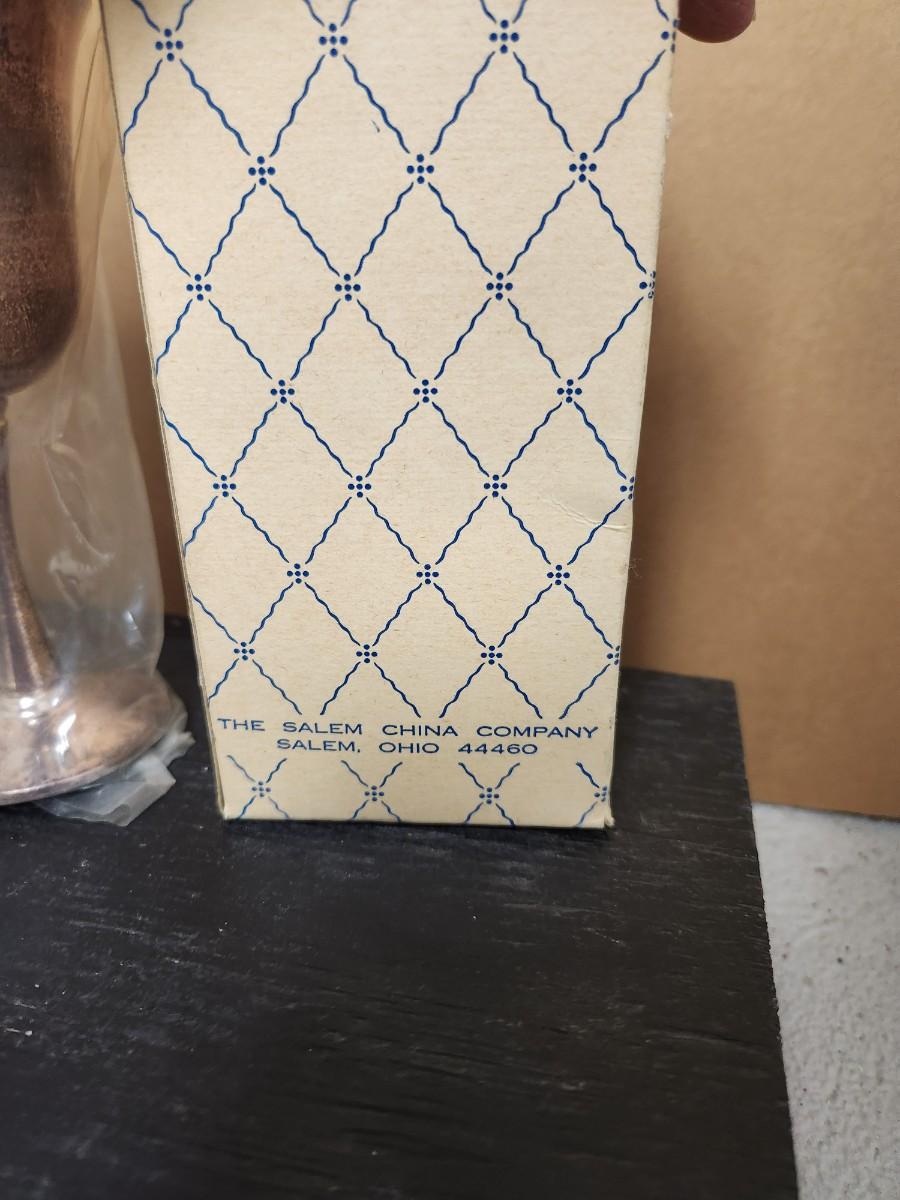 THE SALEM CHINA COMPANY
SALEM, OHIO 44460